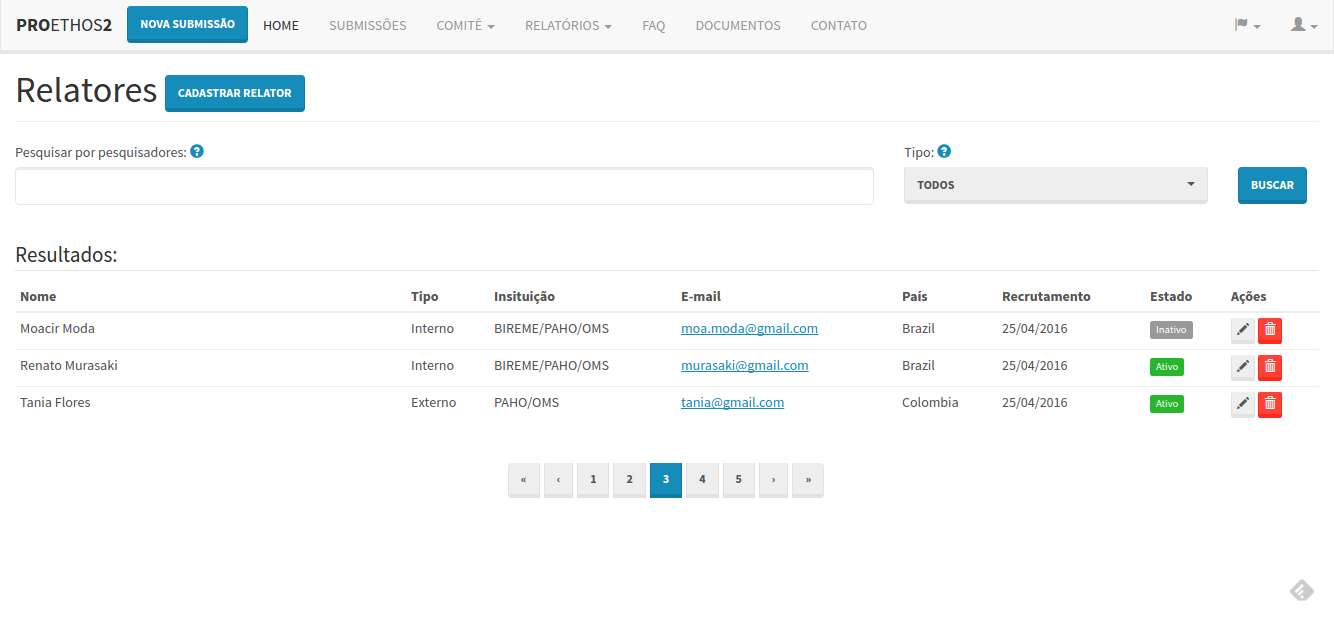 PROETHOS2 NOVA SUBMISSÃO HOME SUBMISSÕES COMITÊ RELATÓRIOS FAQ DOCUMENTOS CONTATO
Relatores CADASTRAR RELATOR
Pesquisar por pesquisadores: ? Tipo: ?
TODOS BUSCAR
Resultados:
Nome Tipo Insituição E-mail País Recrutamento Estado Ações
Moacir Moda Interno BIREME/PAHO/OMS moa.moda@gmail.com Brazil 25/04/2016 Inativo
Renato Murasaki Interno BIREME/PAHO/OMS murasaki@gmail.com Brazil 25/04/2016 Ativo
Tania Flores Externo PAHO/OMS tania@gmail.com Colombia 25/04/2016 Ativo
« ‹ 1 2 3 4 5 › »